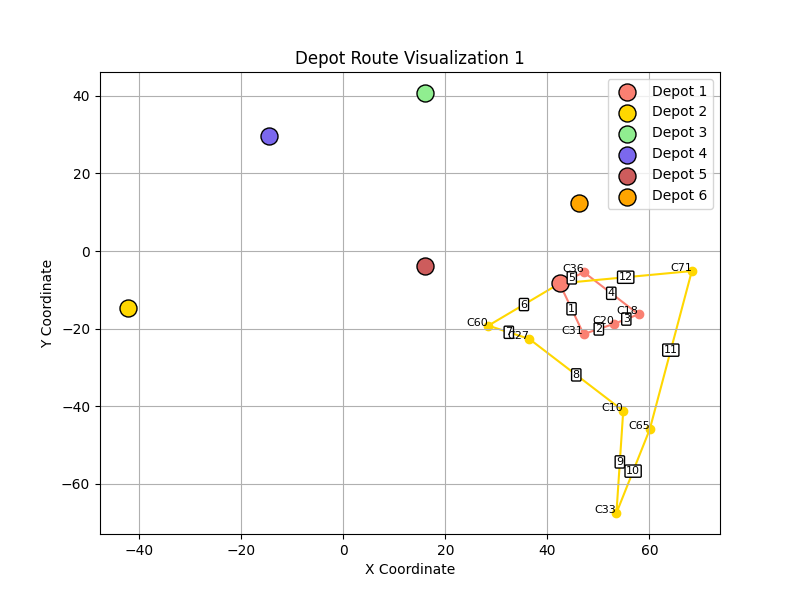 Depot Route Visualization 1
Depot 1
Depot 2
Depot 3
Depot 4
Depot 5
Depot 6
Y Coordinate
40
20
0
−20
−40
−60
C36
5
12
C71
4
6
1
C18
3
C20
2
C60
7
C27
C31
11
8
C10
C65
9
10
C33
−40
−20
0
20
40
60
X Coordinate